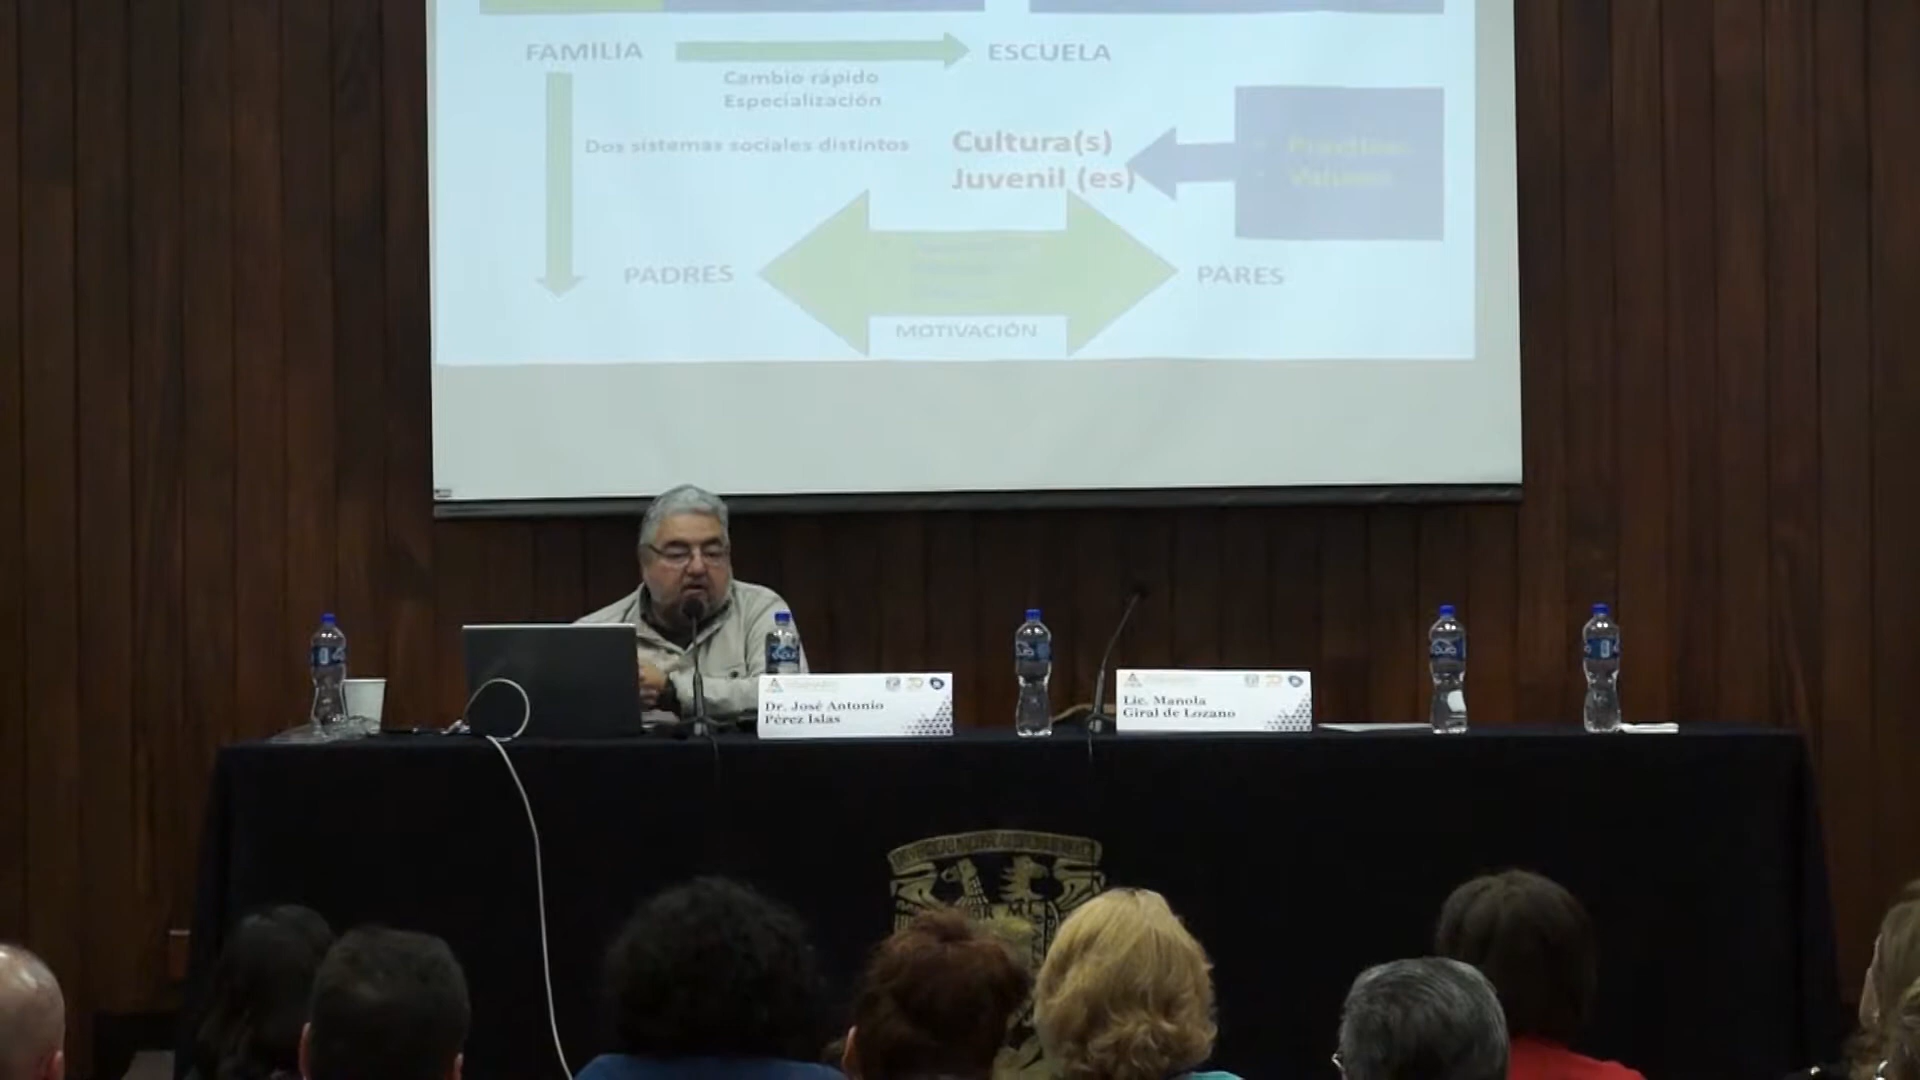 FAMILIA
ESCUELA
Cambio rápido
Especialización
Dos sistemas sociales distintos
Cultura(s)
Juvenil (es)
Valores
PADRES
PARES
MOTIVACIÓN
Dr. José Antonio
Pérez Islas
Lic. Manola
Giral de Lozano